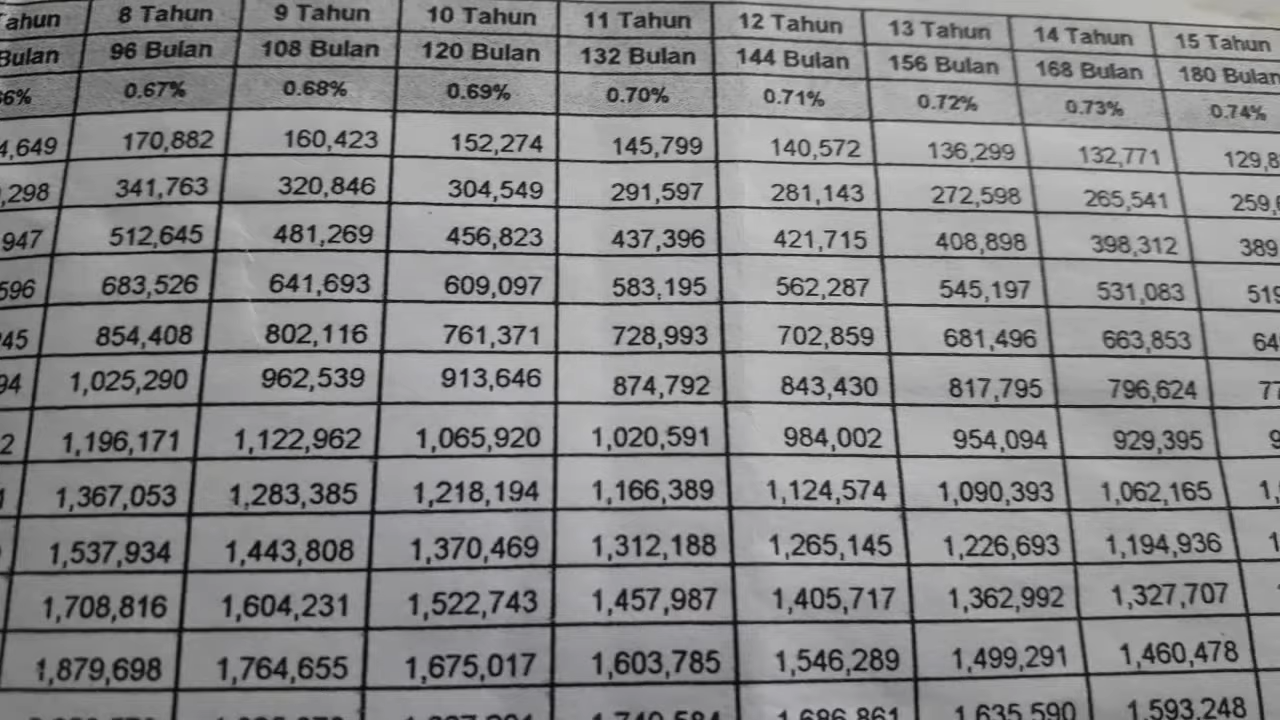 Tahun 8 Tahun 9 Tahun 10 Tahun 11 Tahun 12 Tahun 13 Tahun 14 Tahun 15 Tahun
Bulan 96 Bulan 108 Bulan 120 Bulan 132 Bulan 144 Bulan 156 Bulan 168 Bulan 180 Bulan
6% 0.67% 0.68% 0.69% 0.70% 0.71% 0.72% 0.73% 0.74%
4,649 170,882 160,423 152,274 145,799 140,572 136,299 132,771 129,8
,298 341,763 320,846 304,549 291,597 281,143 272,598 265,541 259,6
947 512,645 481,269 456,823 437,396 421,715 408,898 398,312 389
596 683,526 641,693 609,097 583,195 562,287 545,197 531,083 519
45 854,408 802,116 761,371 728,993 702,859 681,496 663,853 64
94 1,025,290 962,539 913,646 874,792 843,430 817,795 796,624 77
2 1,196,171 1,122,962 1,065,920 1,020,591 984,002 954,094 929,395 9
1,367,053 1,283,385 1,218,194 1,166,389 1,124,574 1,090,393 1,062,165 1,
1,537,934 1,443,808 1,370,469 1,312,188 1,265,145 1,226,693 1,194,936 1
1,708,816 1,604,231 1,522,743 1,457,987 1,405,717 1,362,992 1,327,707
1,879,698 1,764,655 1,675,017 1,603,785 1,546,289 1,499,291 1,460,478
1,686,861 1,635,590 1,593,248